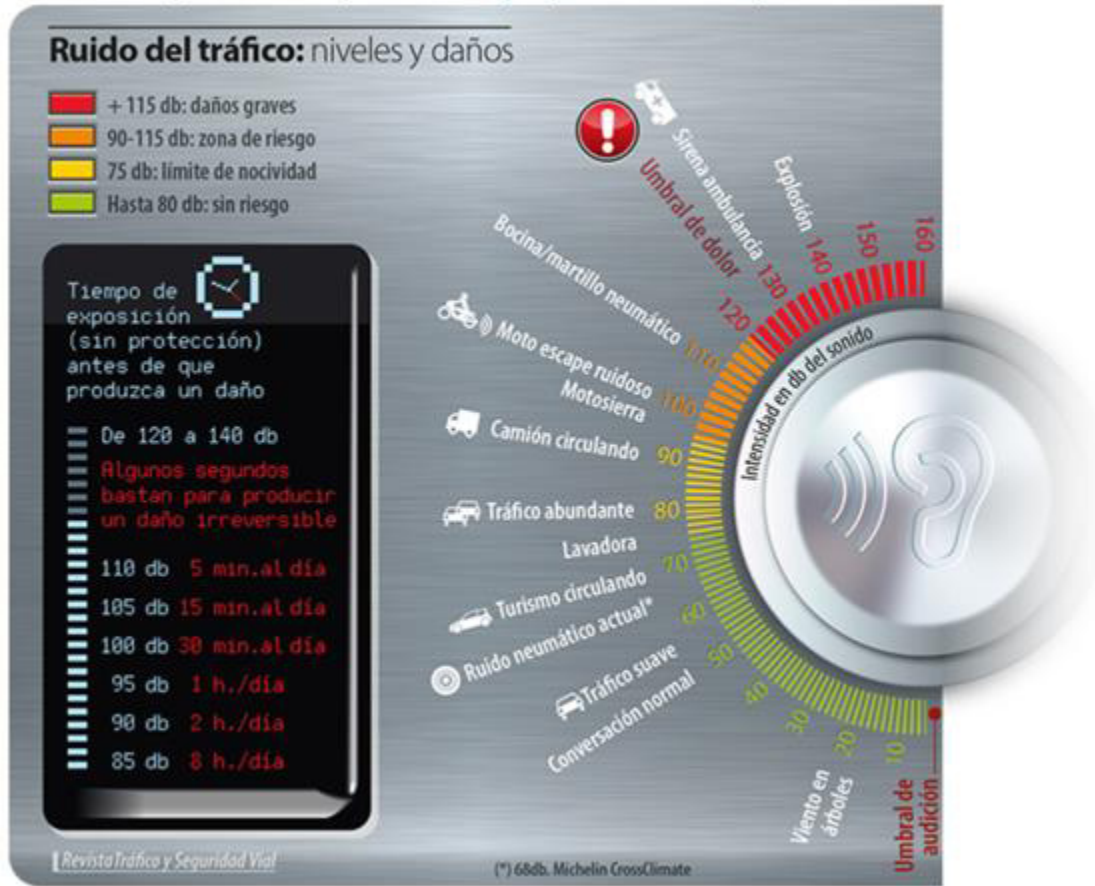 Ruido del tráfico: niveles y daños
+ 115 db: daños graves
90-115 db: zona de riesgo
75 db: límite de nocividad
Hasta 80 db: sin riesgo
Tiempo de
exposición
(sin protección)
antes de que
produzca un daño
De 120 a 140 db
Algunos segundos
bastan para producir
un daño irreversible
110 db 5 min.al día
105 db 15 min.al día
100 db 30 min.al día
95 db 1 h./día
90 db 2 h./día
85 db 8 h./día
Revista Tráfico y Seguridad Vial
160
150
Explosión 140
Sirena ambulancia 130
Umbral de dolor 120
Bocina/martillo neumático 110
Moto escape ruidoso 100
Motosierra
Camión circulando 90
Tráfico abundante 80
Lavadora
70
Turismo circulando
Ruido neumático actual*
60
50
Tráfico suave
Conversación normal
40
30
20
Viento en
árboles
10
Umbral de
audición
Intensidad en db del sonido
(*) 68db. Michelin CrossClimate